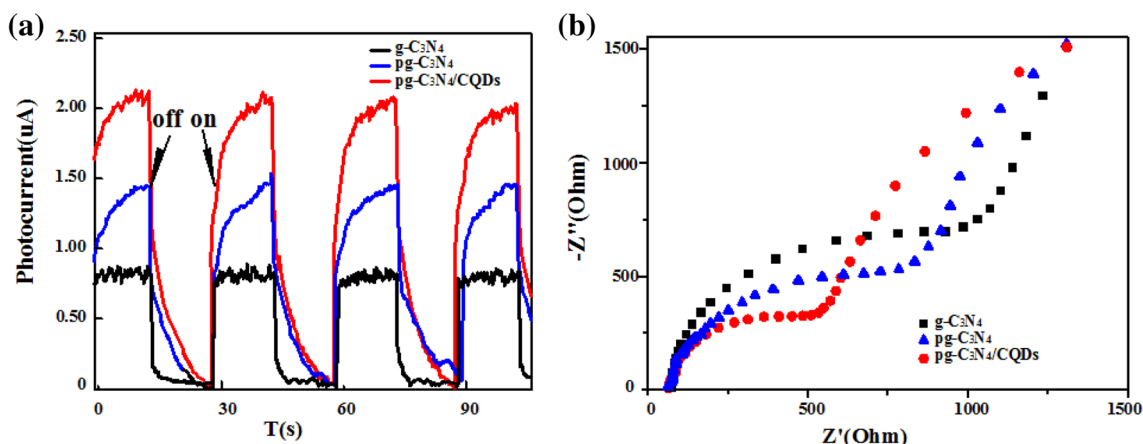 (a)
2.50
2.00
1.50
1.00
0.50
0
Photocurrent(uA)
g-C₃N₄
pg-C₃N₄
pg-C₃N₄/CQDs
off on
0 30 60 90
T(s)
(b)
1500
1000
500
0
-Z''(Ohm)
g-C₃N₄
pg-C₃N₄
pg-C₃N₄/CQDs
0 500 1000 1500
Z'(Ohm)